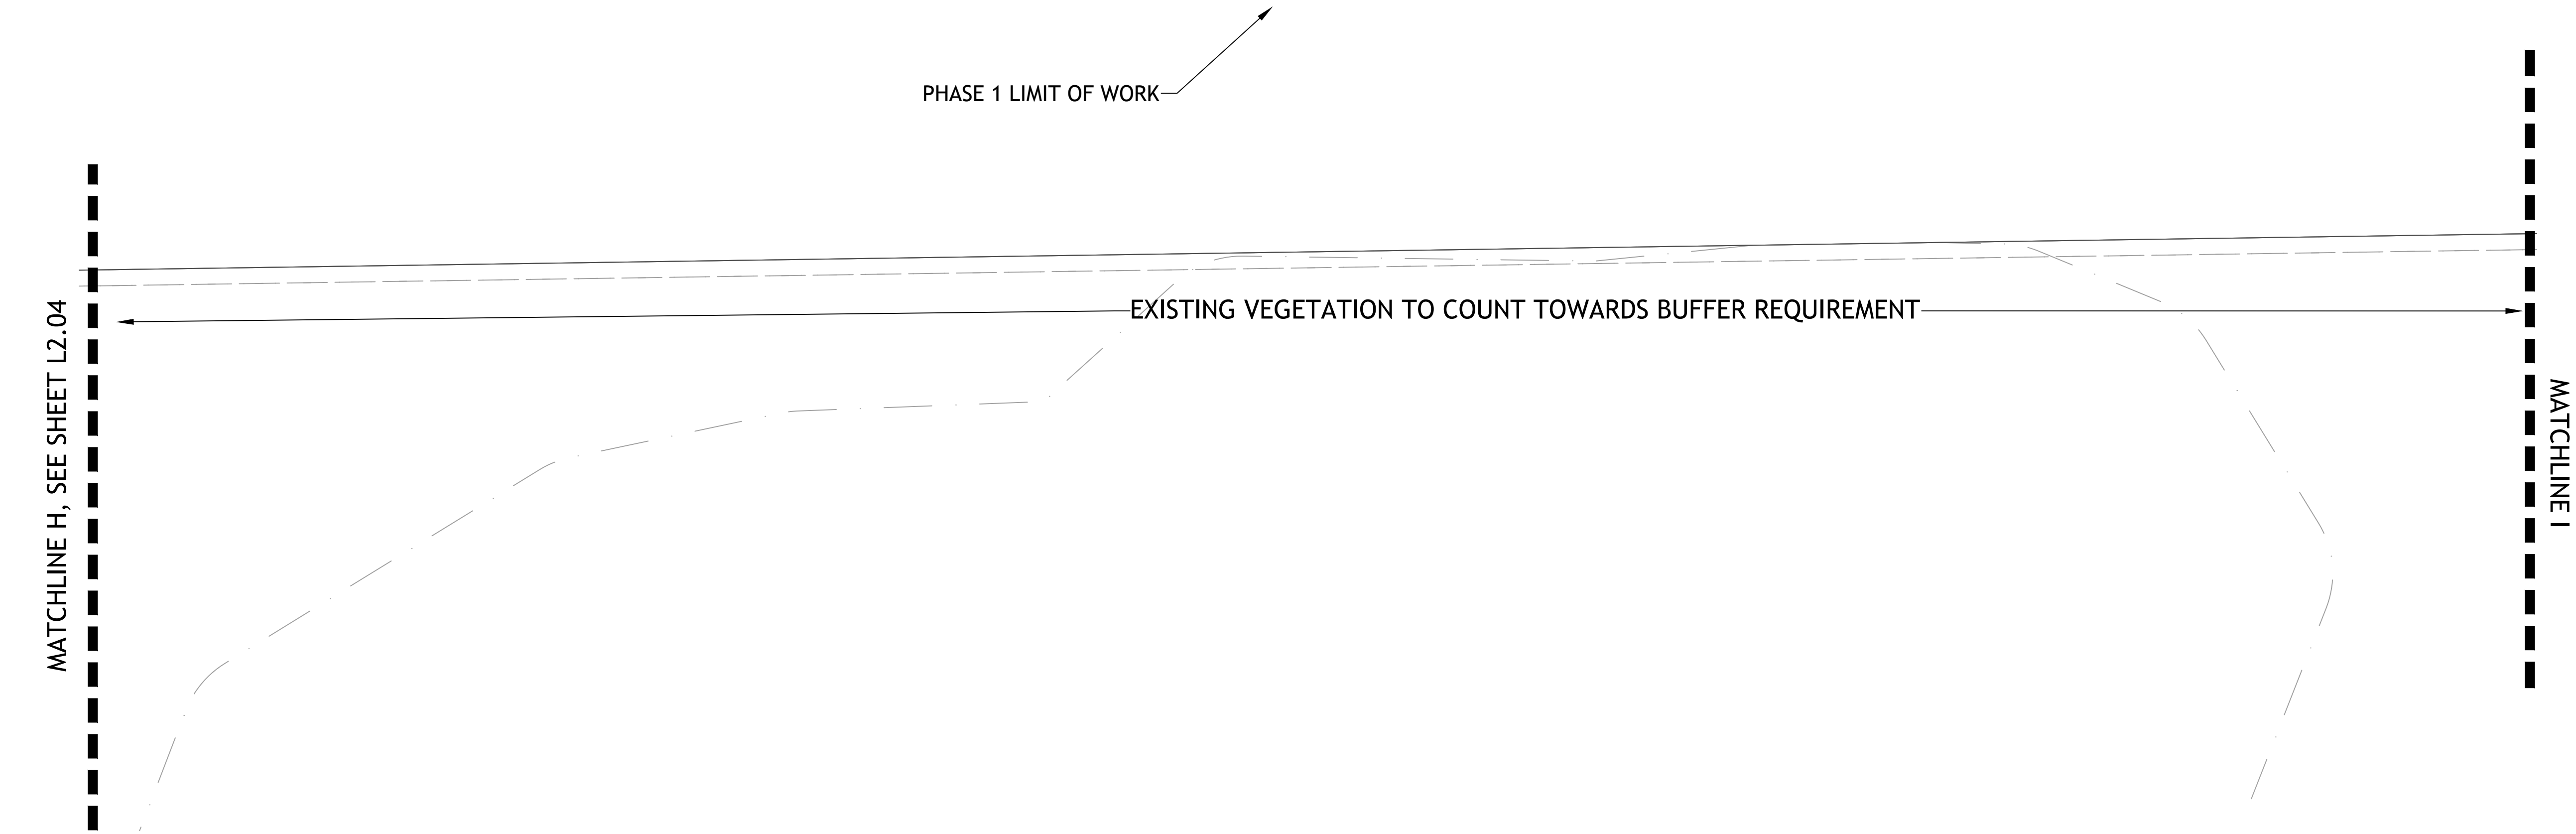 PHASE 1 LIMIT OF WORK
EXISTING VEGETATION TO COUNT TOWARDS BUFFER REQUIREMENT
MATCHLINE H, SEE SHEET L2.04
MATCHLINE I